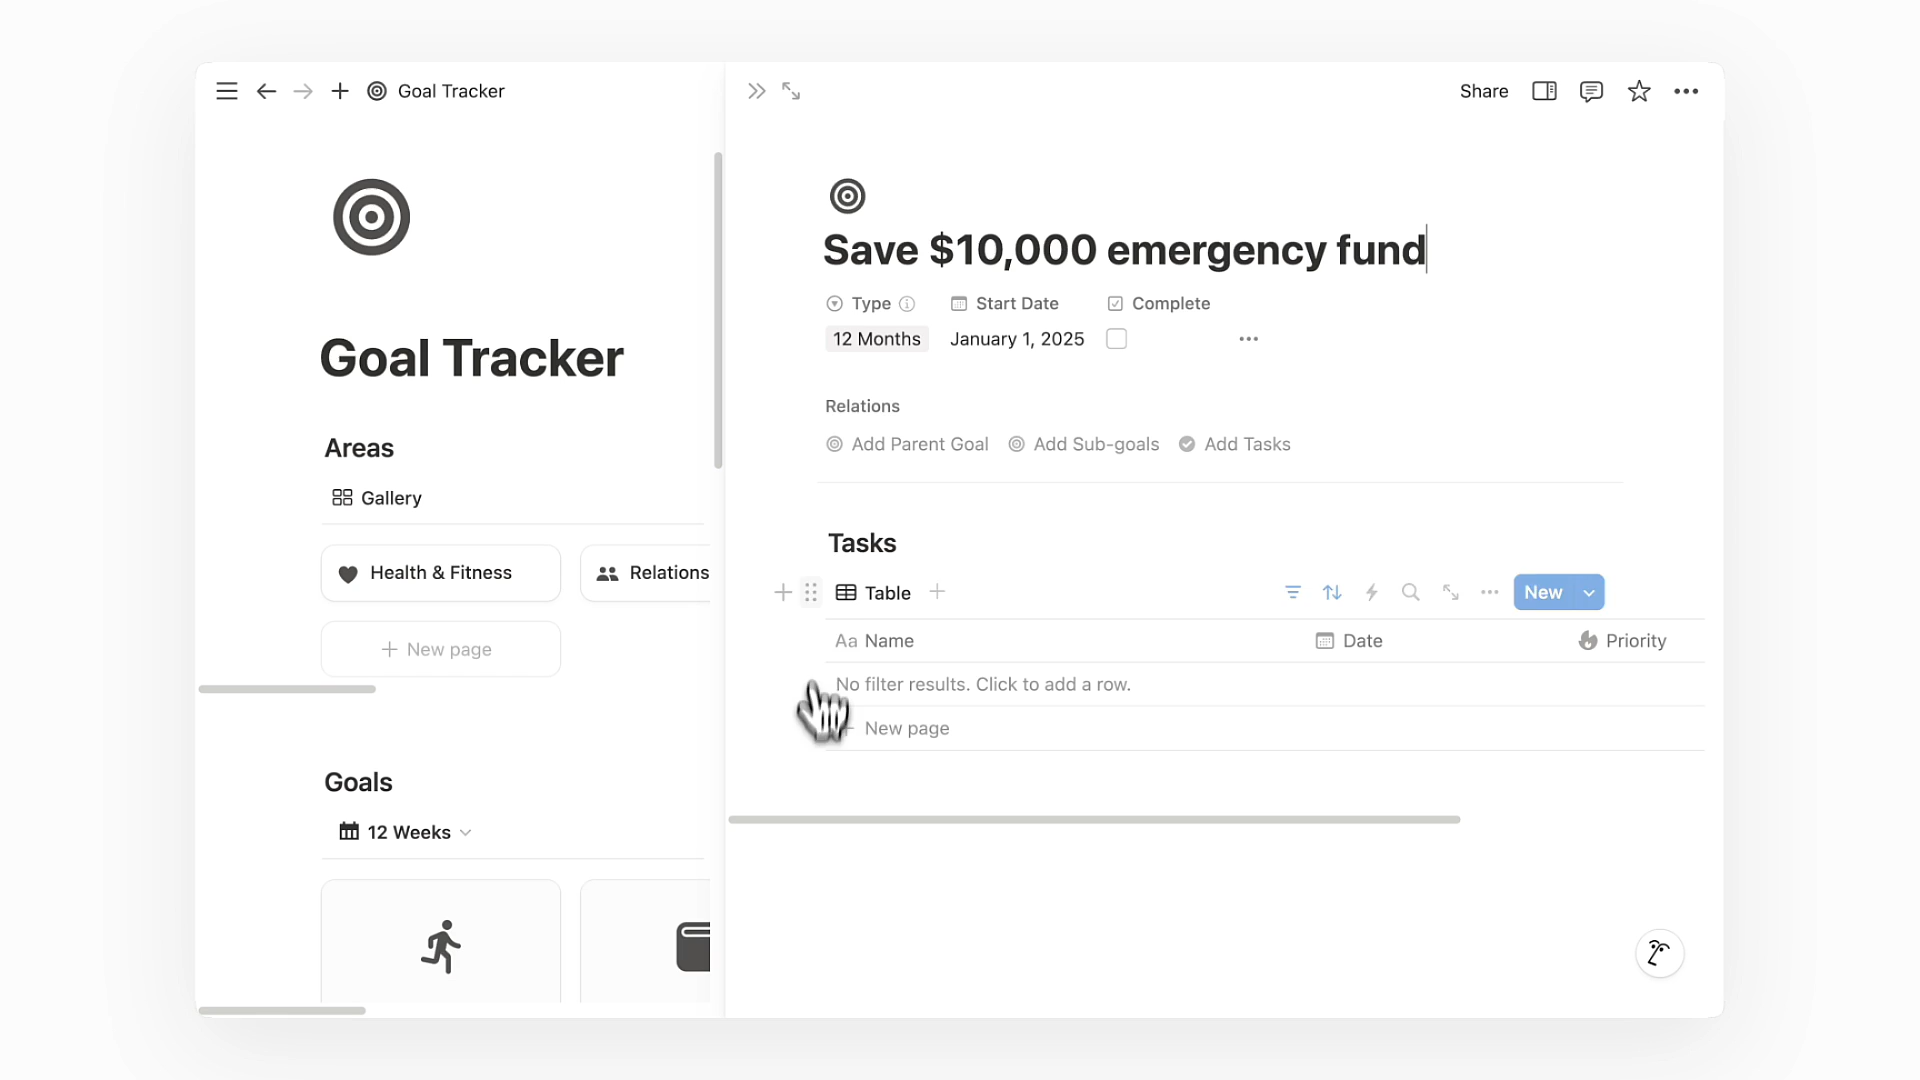 Goal Tracker
Share
Goal Tracker
Areas
Gallery
Health & Fitness
Relations
New page
Goals
12 Weeks
Save $10,000 emergency fund
Type Start Date Complete
12 Months January 1, 2025
Relations
Add Parent Goal Add Sub-goals Add Tasks
Tasks
Table
New
Aa Name Date Priority
No filter results. Click to add a row.
New page